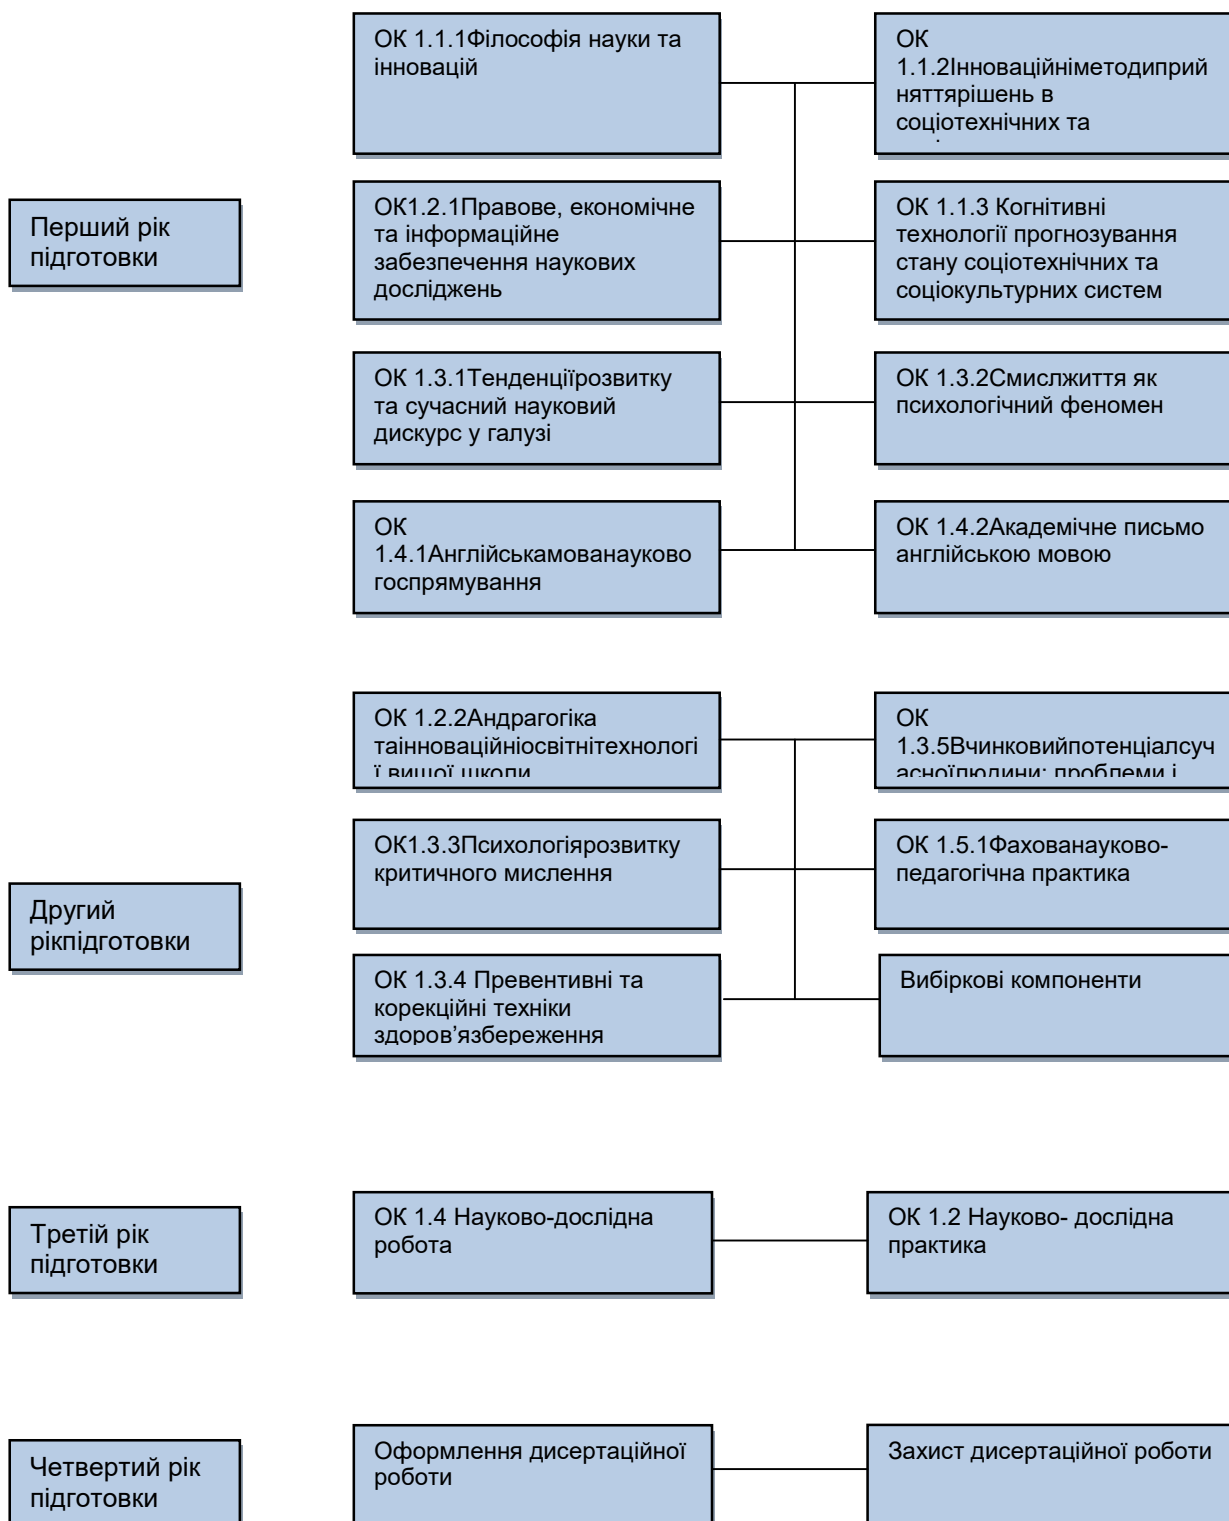 ОК 1.1.1Філософія науки та
інновацій
ОК
1.1.2Інноваційніметодиприй
няттярішень в
соціотехнічних та
Перший рік
підготовки
ОК1.2.1Правове, економічне
та інформаційне
забезпечення наукових
досліджень
ОК 1.1.3 Когнітивні
технології прогнозування
стану соціотехнічних та
соціокультурних систем
ОК 1.3.1Тенденціїрозвитку
та сучасний науковий
дискурс у галузі
ОК 1.3.2Смислжиття як
психологічний феномен
ОК
1.4.1Англійськамованауково
госпрямування
ОК 1.4.2Академічне письмо
англійською мовою
ОК 1.2.2Андрагогіка
таінноваційніосвітнітехнологі
ї вищої школи
ОК
1.3.5Вчинковийпотенціалсуч
асноїлюдини: проблеми і
Другий
рікпідготовки
ОК1.3.3Психологіярозвитку
критичного мислення
ОК 1.5.1Фахованауково-
педагогічна практика
ОК 1.3.4 Превентивні та
корекційні техніки
здоров’язбереження
Вибіркові компоненти
Третій рік
підготовки
ОК 1.4 Науково-дослідна
робота
ОК 1.2 Науково- дослідна
практика
Четвертий рік
підготовки
Оформлення дисертаційної
роботи
Захист дисертаційної роботи